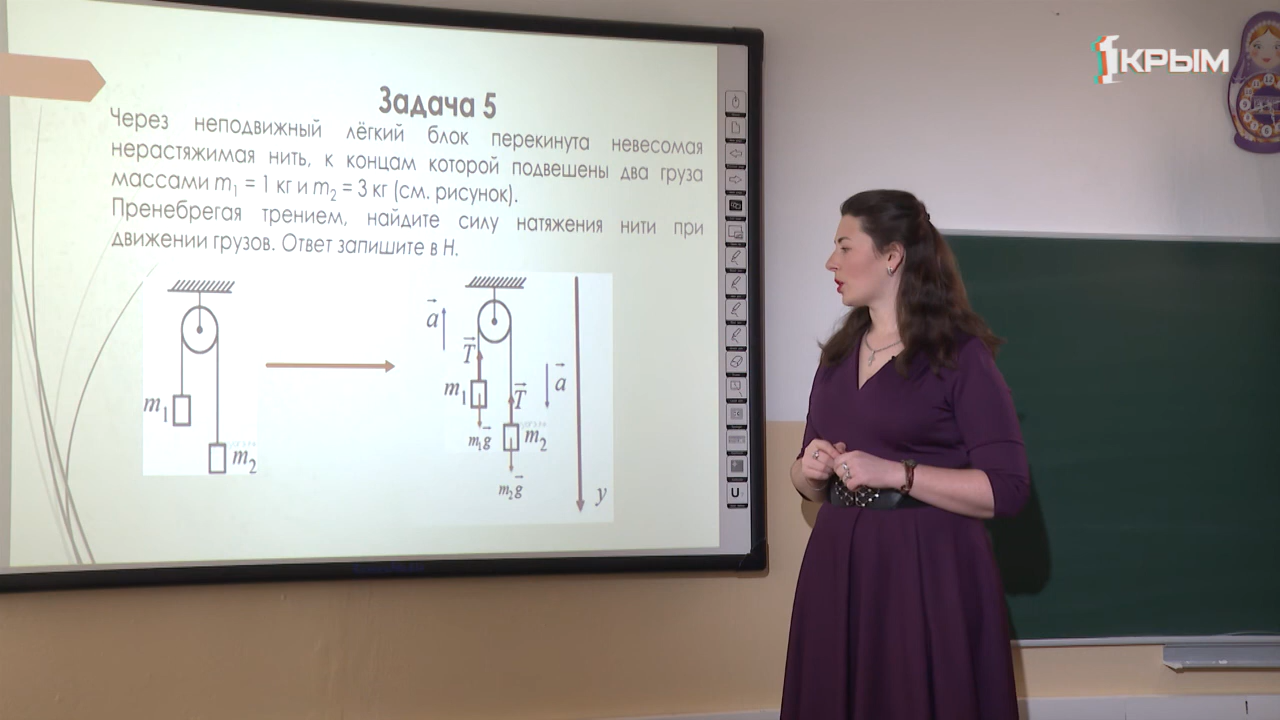 1КРЫМ
Задача 5
Через неподвижный лёгкий блок перекинута невесомая
нерастяжимая нить, к концам которой подвешены два груза
массами m₁ = 1 кг и m₂ = 3 кг (см. рисунок).
Пренебрегая трением, найдите силу натяжения нити при
движении грузов. Ответ запишите в Н.
m₁
m₂
a
T
m₁
T
a
m₁g
m₂
m₂g
y